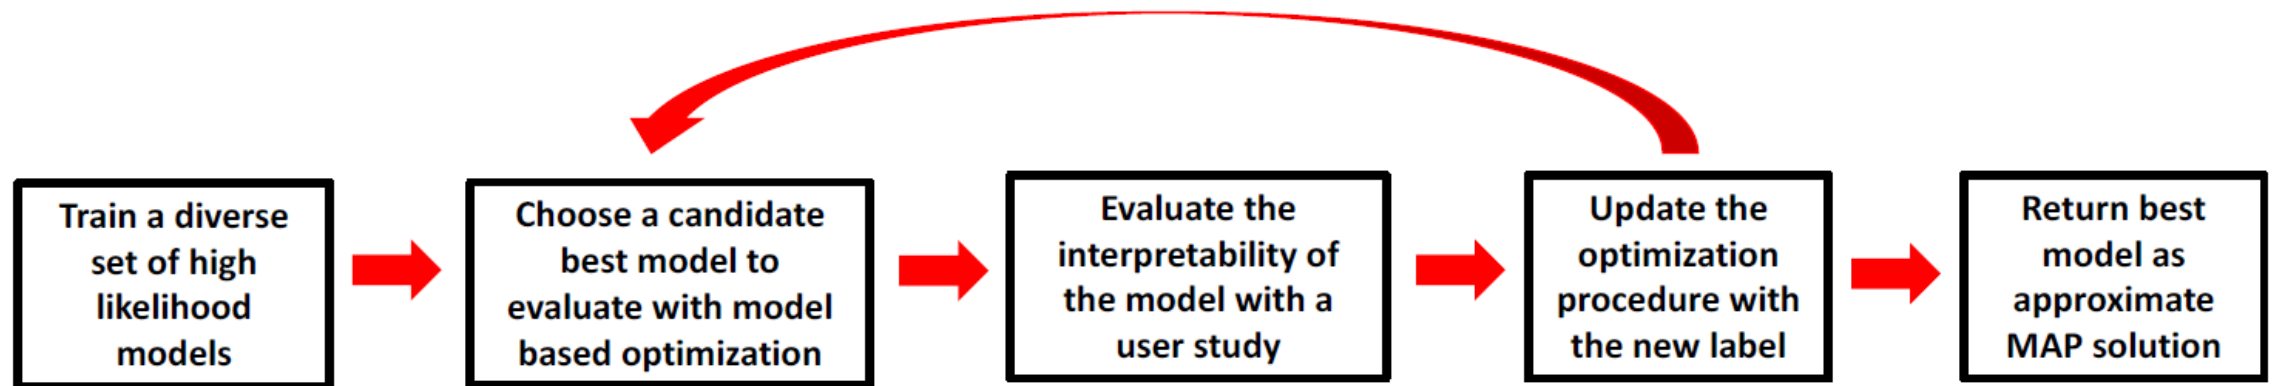 Train a diverse
set of high
likelihood
models
Choose a candidate
best model to
evaluate with model
based optimization
Evaluate the
interpretability of
the model with a
user study
Update the
optimization
procedure with
the new label
Return best
model as
approximate
MAP solution